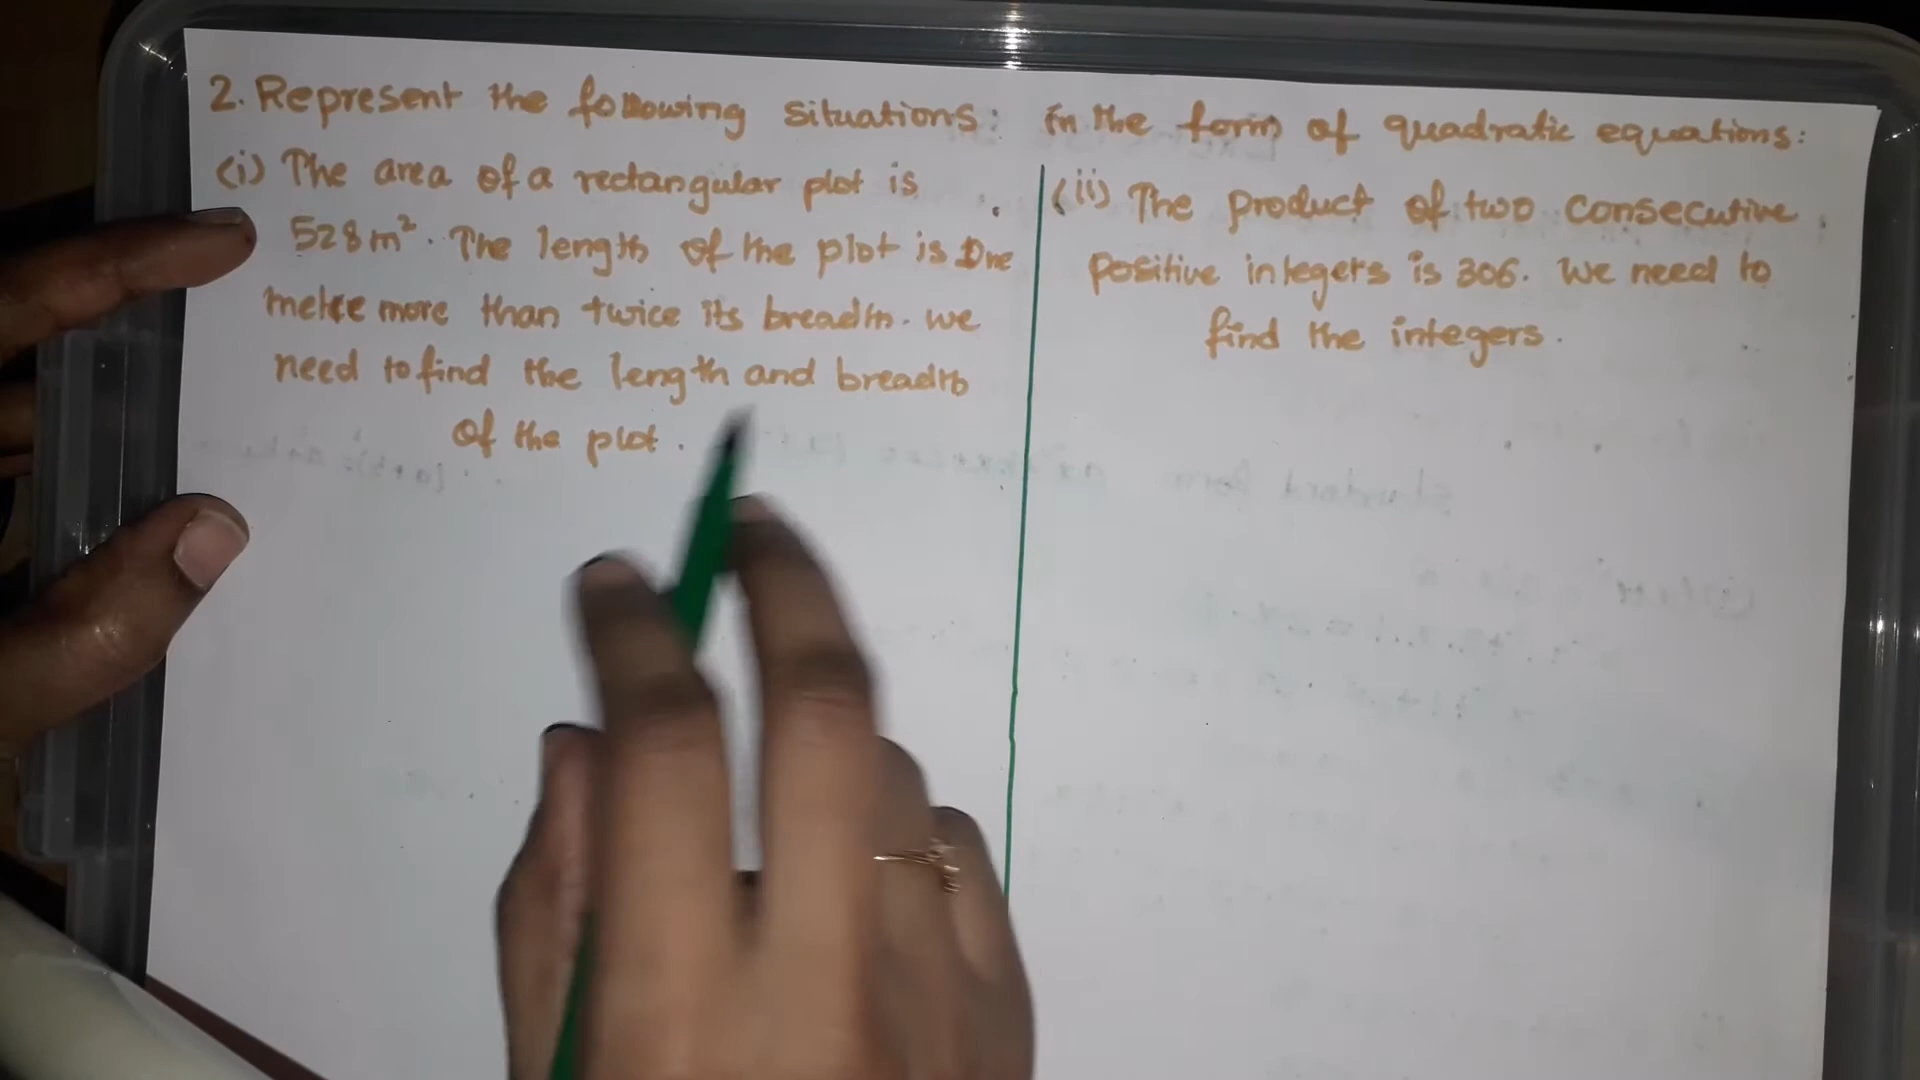 2. Represent the following situations: in the form of quadratic equations:
(i) The area of a rectangular plot is
528m². The length of the plot is One
metre more than twice its breadth. we
need to find the length and breadth
of the plot.
(ii) The product of two consecutive
positive integers is 306. We need to
find the integers.